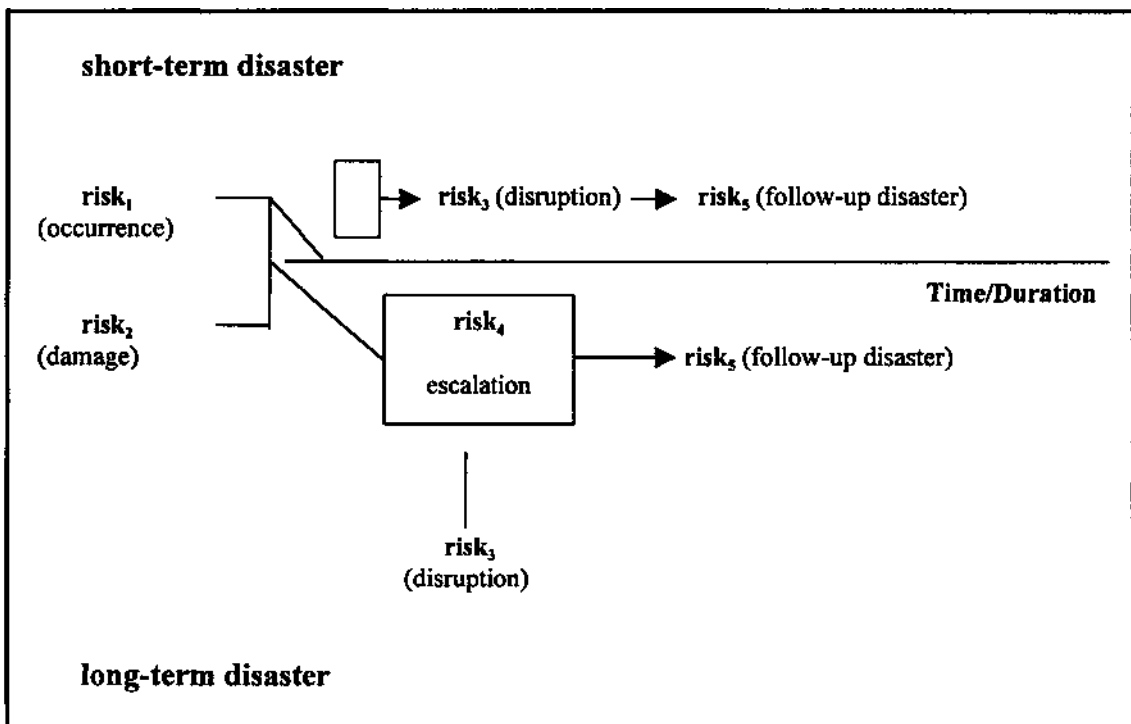 short-term disaster
risk₁
(occurrence)
risk₃ (disruption)
risk₅ (follow-up disaster)
Time/Duration
risk₂
(damage)
risk₄
escalation
risk₅ (follow-up disaster)
risk₃
(disruption)
long-term disaster